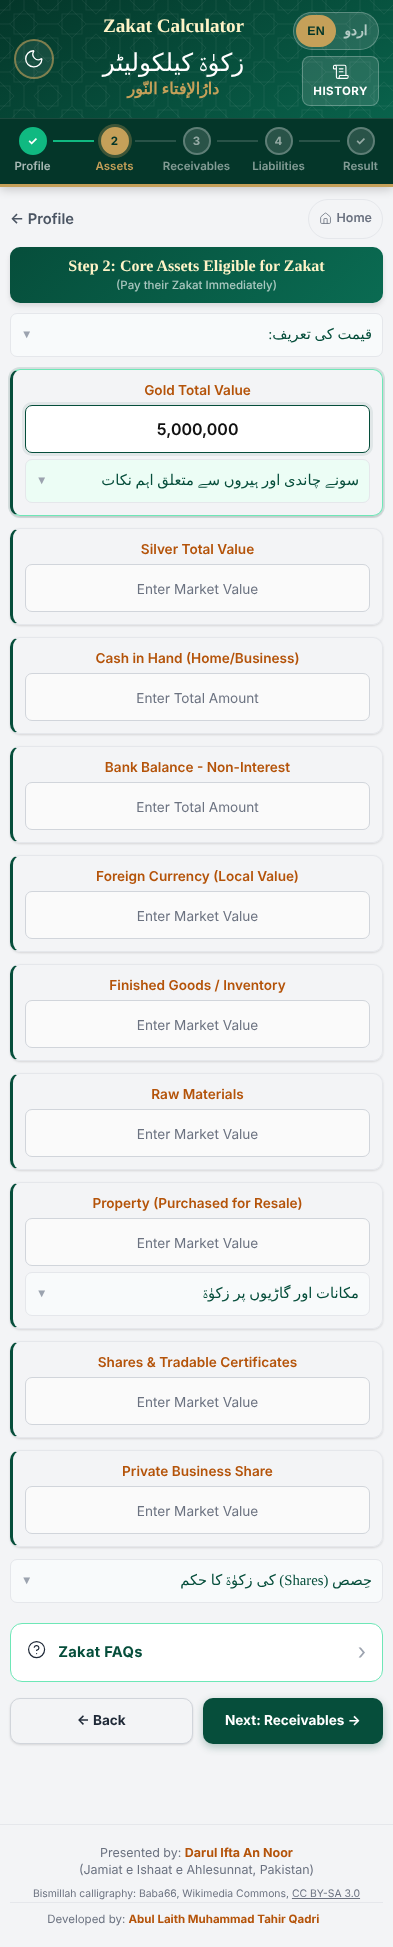 Zakat Calculator
زکوٰۃ کیلکولیٹر
دارُالإفتاء النّور
EN
اردو
HISTORY
✓ 2 3 4 ✓
Profile Assets Receivables Liabilities Result
← Profile
Home
Step 2: Core Assets Eligible for Zakat
(Pay their Zakat Immediately)
قیمت کی تعریف:
Gold Total Value
5,000,000
سونے چاندی اور ہیروں سے متعلق اہم نکات
Silver Total Value
Enter Market Value
Cash in Hand (Home/Business)
Enter Total Amount
Bank Balance - Non-Interest
Enter Total Amount
Foreign Currency (Local Value)
Enter Market Value
Finished Goods / Inventory
Enter Market Value
Raw Materials
Enter Market Value
Property (Purchased for Resale)
Enter Market Value
مکانات اور گاڑیوں پر زکوٰۃ
Shares & Tradable Certificates
Enter Market Value
Private Business Share
Enter Market Value
حِصص (Shares) کی زکوٰۃ کا حکم
Zakat FAQs
← Back
Next: Receivables →
Presented by: Darul Ifta An Noor
(Jamiat e Ishaat e Ahlesunnat, Pakistan)
Bismillah calligraphy: Baba66, Wikimedia Commons, CC BY-SA 3.0
Developed by: Abul Laith Muhammad Tahir Qadri